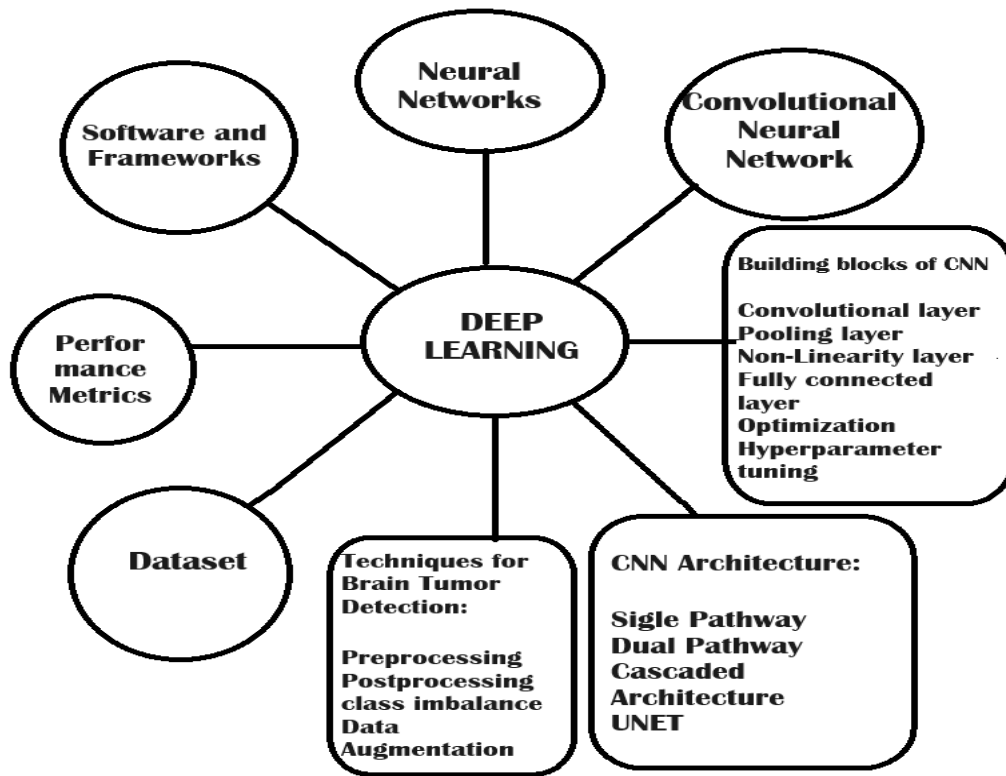 Neural
Networks
Software and
Frameworks
Convolutional
Neural
Network
DEEP
LEARNING
Perfor
mance
Metrics
Building blocks of CNN
Convolutional layer
Pooling layer
Non-Linearity layer
Fully connected
layer
Optimization
Hyperparameter
tuning
Dataset
Techniques for
Brain Tumor
Detection:
Preprocessing
Postprocessing
class imbalance
Data
Augmentation
CNN Architecture:
Sigle Pathway
Dual Pathway
Cascaded
Architecture
UNET